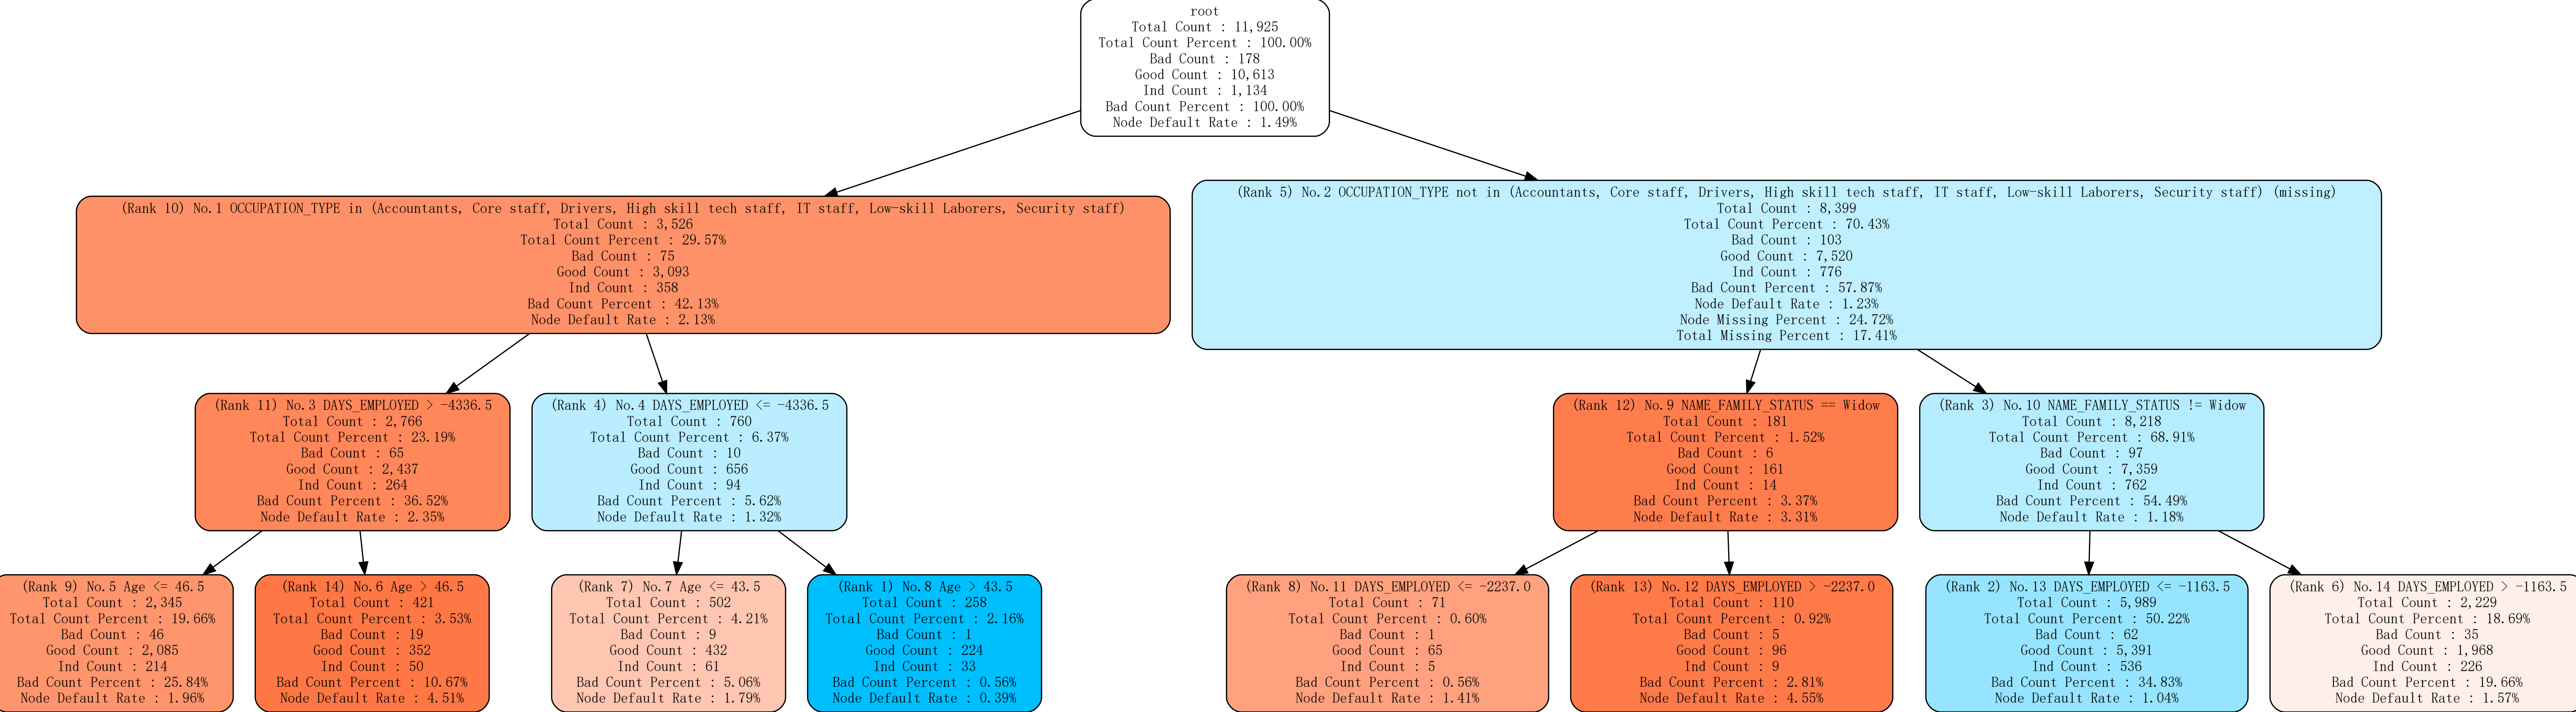 root
Total Count : 11,925
Total Count Percent : 100.00%
Bad Count : 178
Good Count : 10,613
Ind Count : 1,134
Bad Count Percent : 100.00%
Node Default Rate : 1.49%
(Rank 10) No.1 OCCUPATION_TYPE in (Accountants, Core staff, Drivers, High skill tech staff, IT staff, Low-skill Laborers, Security staff)
Total Count : 3,526
Total Count Percent : 29.57%
Bad Count : 75
Good Count : 3,093
Ind Count : 358
Bad Count Percent : 42.13%
Node Default Rate : 2.13%
(Rank 5) No.2 OCCUPATION_TYPE not in (Accountants, Core staff, Drivers, High skill tech staff, IT staff, Low-skill Laborers, Security staff) (missing)
Total Count : 8,399
Total Count Percent : 70.43%
Bad Count : 103
Good Count : 7,520
Ind Count : 776
Bad Count Percent : 57.87%
Node Default Rate : 1.23%
Node Missing Percent : 24.72%
Total Missing Percent : 17.41%
(Rank 11) No.3 DAYS_EMPLOYED > -4336.5
Total Count : 2,766
Total Count Percent : 23.19%
Bad Count : 65
Good Count : 2,437
Ind Count : 264
Bad Count Percent : 36.52%
Node Default Rate : 2.35%
(Rank 4) No.4 DAYS_EMPLOYED <= -4336.5
Total Count : 760
Total Count Percent : 6.37%
Bad Count : 10
Good Count : 656
Ind Count : 94
Bad Count Percent : 5.62%
Node Default Rate : 1.32%
(Rank 12) No.9 NAME_FAMILY_STATUS == Widow
Total Count : 181
Total Count Percent : 1.52%
Bad Count : 6
Good Count : 161
Ind Count : 14
Bad Count Percent : 3.37%
Node Default Rate : 3.31%
(Rank 3) No.10 NAME_FAMILY_STATUS != Widow
Total Count : 8,218
Total Count Percent : 68.91%
Bad Count : 97
Good Count : 7,359
Ind Count : 762
Bad Count Percent : 54.49%
Node Default Rate : 1.18%
(Rank 9) No.5 Age <= 46.5
Total Count : 2,345
Total Count Percent : 19.66%
Bad Count : 46
Good Count : 2,085
Ind Count : 214
Bad Count Percent : 25.84%
Node Default Rate : 1.96%
(Rank 14) No.6 Age > 46.5
Total Count : 421
Total Count Percent : 3.53%
Bad Count : 19
Good Count : 352
Ind Count : 50
Bad Count Percent : 10.67%
Node Default Rate : 4.51%
(Rank 7) No.7 Age <= 43.5
Total Count : 502
Total Count Percent : 4.21%
Bad Count : 9
Good Count : 432
Ind Count : 61
Bad Count Percent : 5.06%
Node Default Rate : 1.79%
(Rank 1) No.8 Age > 43.5
Total Count : 258
Total Count Percent : 2.16%
Bad Count : 1
Good Count : 224
Ind Count : 33
Bad Count Percent : 0.56%
Node Default Rate : 0.39%
(Rank 8) No.11 DAYS_EMPLOYED <= -2237.0
Total Count : 71
Total Count Percent : 0.60%
Bad Count : 1
Good Count : 65
Ind Count : 5
Bad Count Percent : 0.56%
Node Default Rate : 1.41%
(Rank 13) No.12 DAYS_EMPLOYED > -2237.0
Total Count : 110
Total Count Percent : 0.92%
Bad Count : 5
Good Count : 96
Ind Count : 9
Bad Count Percent : 2.81%
Node Default Rate : 4.55%
(Rank 2) No.13 DAYS_EMPLOYED <= -1163.5
Total Count : 5,989
Total Count Percent : 50.22%
Bad Count : 62
Good Count : 5,391
Ind Count : 536
Bad Count Percent : 34.83%
Node Default Rate : 1.04%
(Rank 6) No.14 DAYS_EMPLOYED > -1163.5
Total Count : 2,229
Total Count Percent : 18.69%
Bad Count : 35
Good Count : 1,968
Ind Count : 226
Bad Count Percent : 19.66%
Node Default Rate : 1.57%